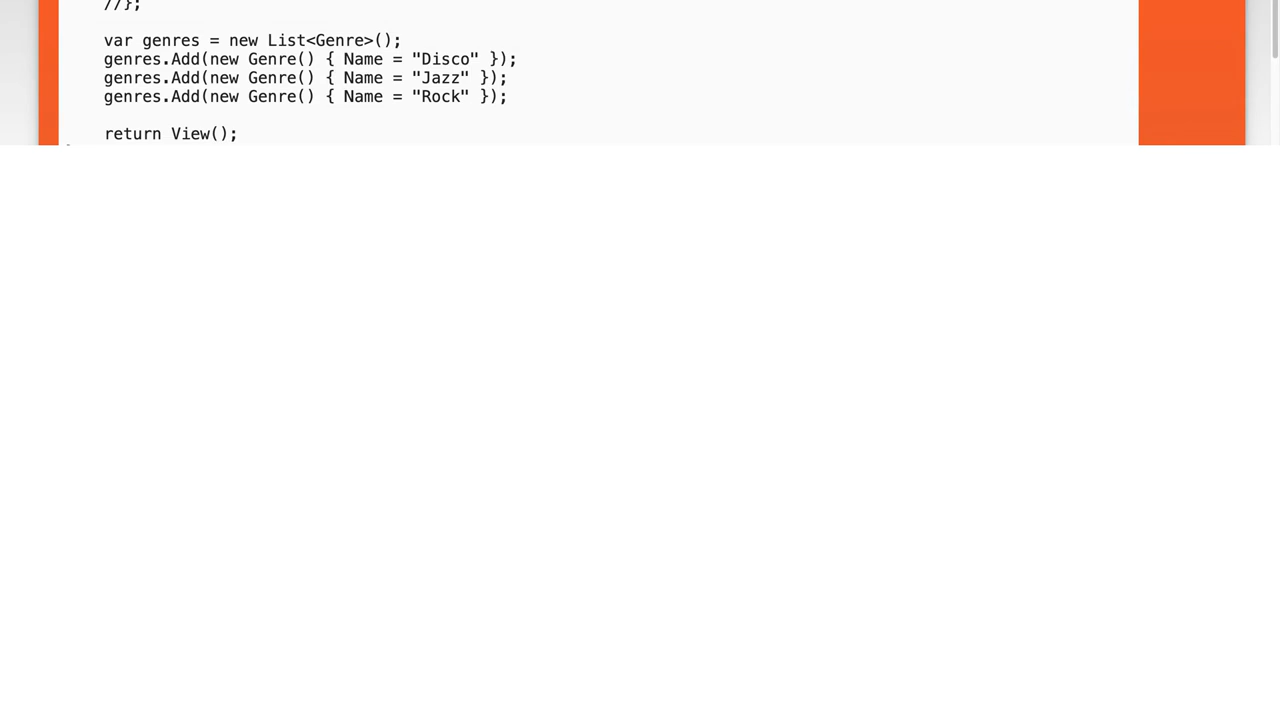 //};
var genres = new List<Genre>();
genres.Add(new Genre() { Name = "Disco" });
genres.Add(new Genre() { Name = "Jazz" });
genres.Add(new Genre() { Name = "Rock" });
return View();